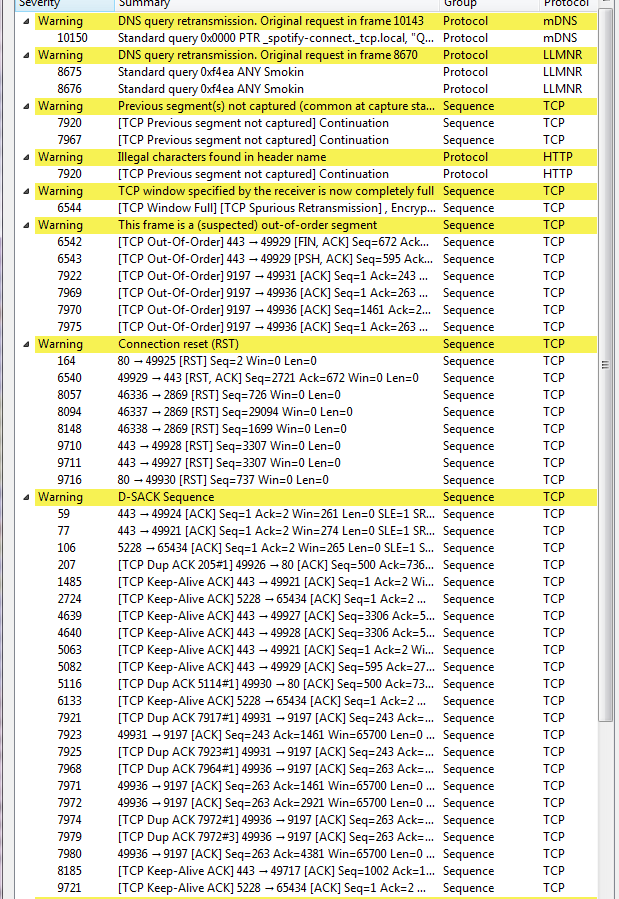 Severity Summary Group Protocol
Warning DNS query retransmission. Original request in frame 10143 Protocol mDNS
10150 Standard query 0x0000 PTR _spotify-connect._tcp.local, "Q... Protocol mDNS
Warning DNS query retransmission. Original request in frame 8670 Protocol LLMNR
8675 Standard query 0xf4ea ANY Smokin Protocol LLMNR
8676 Standard query 0xf4ea ANY Smokin Protocol LLMNR
Warning Previous segment(s) not captured (common at capture sta... Sequence TCP
7920 [TCP Previous segment not captured] Continuation Sequence TCP
7967 [TCP Previous segment not captured] Continuation Sequence TCP
Warning Illegal characters found in header name Protocol HTTP
7920 [TCP Previous segment not captured] Continuation Protocol HTTP
Warning TCP window specified by the receiver is now completely full Sequence TCP
6544 [TCP Window Full] [TCP Spurious Retransmission] , Encryp... Sequence TCP
Warning This frame is a (suspected) out-of-order segment Sequence TCP
6542 [TCP Out-Of-Order] 443 → 49929 [FIN, ACK] Seq=672 Ack... Sequence TCP
6543 [TCP Out-Of-Order] 443 → 49929 [PSH, ACK] Seq=595 Ack... Sequence TCP
7922 [TCP Out-Of-Order] 9197 → 49931 [ACK] Seq=1 Ack=243 ... Sequence TCP
7969 [TCP Out-Of-Order] 9197 → 49936 [ACK] Seq=1 Ack=263 ... Sequence TCP
7970 [TCP Out-Of-Order] 9197 → 49936 [ACK] Seq=1461 Ack=2... Sequence TCP
7975 [TCP Out-Of-Order] 9197 → 49936 [ACK] Seq=1 Ack=263 ... Sequence TCP
Warning Connection reset (RST) Sequence TCP
164 80 → 49925 [RST] Seq=2 Win=0 Len=0 Sequence TCP
6540 49929 → 443 [RST, ACK] Seq=2721 Ack=672 Win=0 Len=0 Sequence TCP
8057 46336 → 2869 [RST] Seq=726 Win=0 Len=0 Sequence TCP
8094 46337 → 2869 [RST] Seq=29094 Win=0 Len=0 Sequence TCP
8148 46338 → 2869 [RST] Seq=1699 Win=0 Len=0 Sequence TCP
9710 443 → 49928 [RST] Seq=3307 Win=0 Len=0 Sequence TCP
9711 443 → 49927 [RST] Seq=3307 Win=0 Len=0 Sequence TCP
9716 80 → 49930 [RST] Seq=737 Win=0 Len=0 Sequence TCP
Warning D-SACK Sequence Sequence TCP
59 443 → 49924 [ACK] Seq=1 Ack=2 Win=261 Len=0 SLE=1 SR... Sequence TCP
77 443 → 49921 [ACK] Seq=1 Ack=2 Win=274 Len=0 SLE=1 SR... Sequence TCP
106 5228 → 65434 [ACK] Seq=1 Ack=2 Win=265 Len=0 SLE=1 S... Sequence TCP
207 [TCP Dup ACK 205#1] 49926 → 80 [ACK] Seq=500 Ack=736... Sequence TCP
1485 [TCP Keep-Alive ACK] 443 → 49921 [ACK] Seq=1 Ack=2 Wi... Sequence TCP
2724 [TCP Keep-Alive ACK] 5228 → 65434 [ACK] Seq=1 Ack=2 ... Sequence TCP
4639 [TCP Keep-Alive ACK] 443 → 49927 [ACK] Seq=3306 Ack=5... Sequence TCP
4640 [TCP Keep-Alive ACK] 443 → 49928 [ACK] Seq=3306 Ack=5... Sequence TCP
5063 [TCP Keep-Alive ACK] 443 → 49921 [ACK] Seq=1 Ack=2 Wi... Sequence TCP
5082 [TCP Keep-Alive ACK] 443 → 49929 [ACK] Seq=595 Ack=27... Sequence TCP
5116 [TCP Dup ACK 5114#1] 49930 → 80 [ACK] Seq=500 Ack=73... Sequence TCP
6133 [TCP Keep-Alive ACK] 5228 → 65434 [ACK] Seq=1 Ack=2 ... Sequence TCP
7921 [TCP Dup ACK 7917#1] 49931 → 9197 [ACK] Seq=243 Ack=... Sequence TCP
7923 49931 → 9197 [ACK] Seq=243 Ack=1461 Win=65700 Len=0 ... Sequence TCP
7925 [TCP Dup ACK 7923#1] 49931 → 9197 [ACK] Seq=243 Ack=... Sequence TCP
7968 [TCP Dup ACK 7964#1] 49936 → 9197 [ACK] Seq=263 Ack=... Sequence TCP
7971 49936 → 9197 [ACK] Seq=263 Ack=1461 Win=65700 Len=0 ... Sequence TCP
7972 49936 → 9197 [ACK] Seq=263 Ack=2921 Win=65700 Len=0 ... Sequence TCP
7974 [TCP Dup ACK 7972#1] 49936 → 9197 [ACK] Seq=263 Ack=... Sequence TCP
7979 [TCP Dup ACK 7972#3] 49936 → 9197 [ACK] Seq=263 Ack=... Sequence TCP
7980 49936 → 9197 [ACK] Seq=263 Ack=4381 Win=65700 Len=0 ... Sequence TCP
8185 [TCP Keep-Alive ACK] 443 → 49717 [ACK] Seq=1002 Ack=1... Sequence TCP
9721 [TCP Keep-Alive ACK] 5228 → 65434 [ACK] Seq=1 Ack=2 ... Sequence TCP